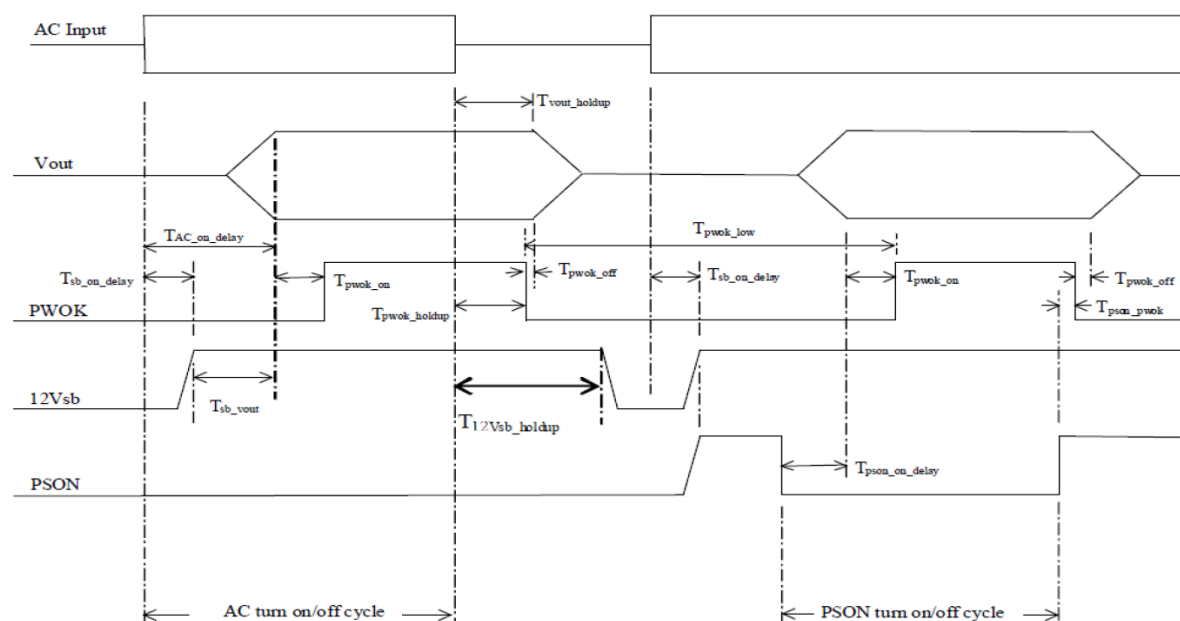 AC Input
Tvout_holdup
Vout
TAC_on_delay
Tpwok_low
Tsb_on_delay
Tpwok_on
Tpwok_off
Tsb_on_delay
Tpwok_on
Tpwok_off
PWOK
Tpwok_holdup
Tpson_pwok
12Vsb
Tsb_vout
T12Vsb_holdup
Tpson_on_delay
PSON
AC turn on/off cycle
PSON turn on/off cycle